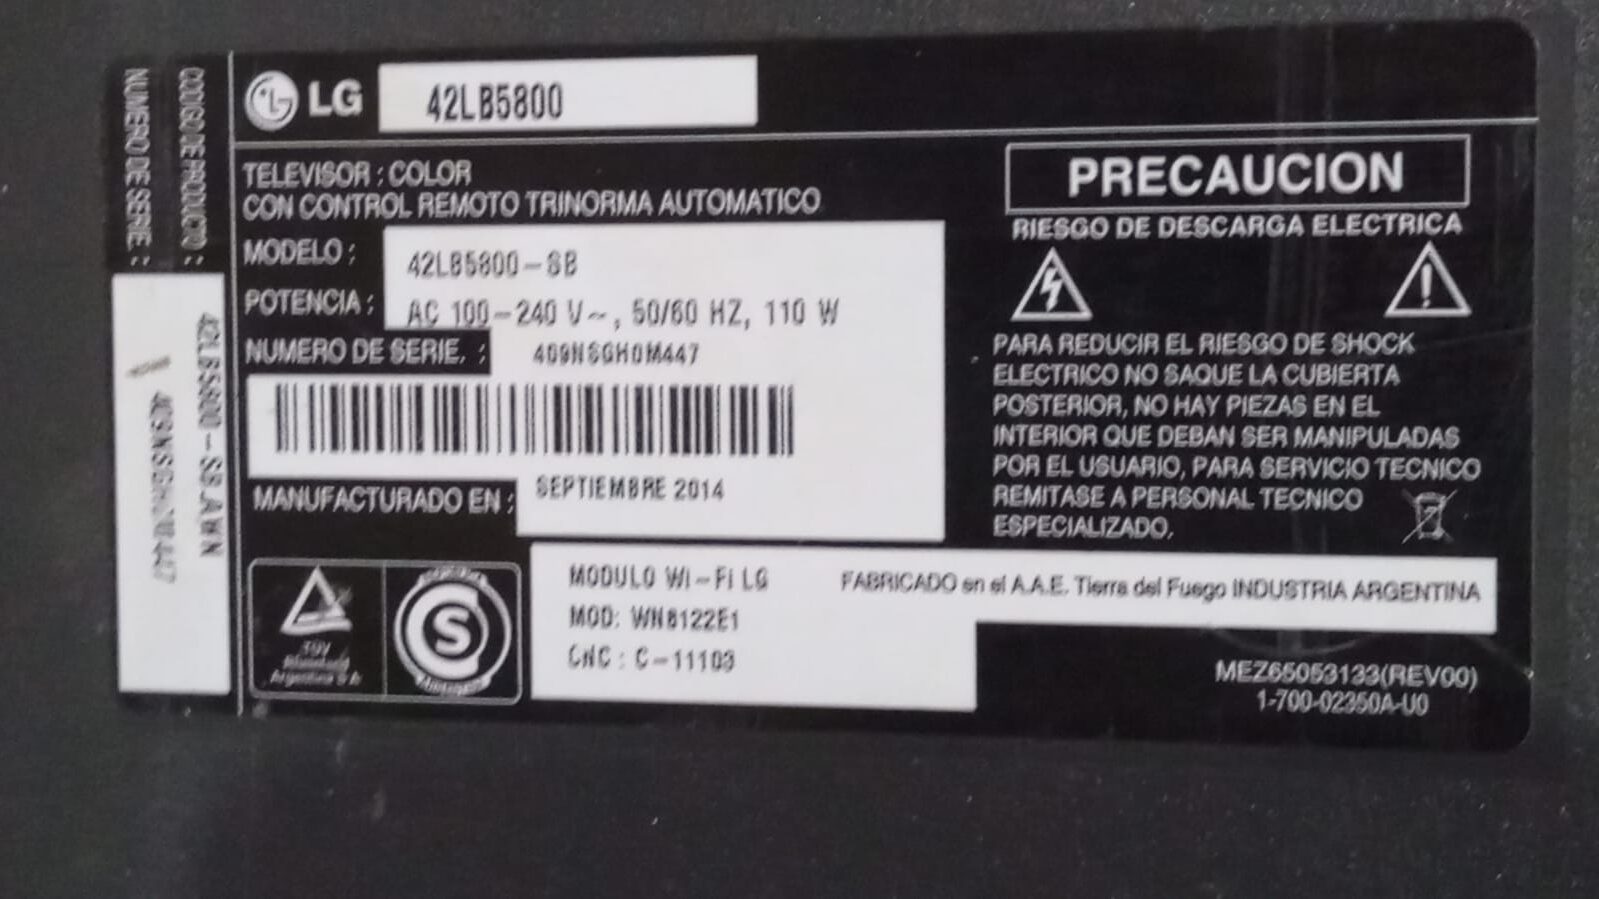 LG 42LB5800
TELEVISOR : COLOR
CON CONTROL REMOTO TRINORMA AUTOMATICO
MODELO : 42LB5800-SB
POTENCIA : AC 100-240 V~, 50/60 HZ, 110 W
NUMERO DE SERIE. : 409NSGH0M447
MANUFACTURADO EN : SEPTIEMBRE 2014
PRECAUCION
RIESGO DE DESCARGA ELECTRICA
PARA REDUCIR EL RIESGO DE SHOCK
ELECTRICO NO SAQUE LA CUBIERTA
POSTERIOR, NO HAY PIEZAS EN EL
INTERIOR QUE DEBAN SER MANIPULADAS
POR EL USUARIO, PARA SERVICIO TECNICO
REMITASE A PERSONAL TECNICO
ESPECIALIZADO.
S
TÜV
Rheinland
Argentina S A
MODULO Wi-Fi LG
MOD: WN8122E1
CNC : C-11103
FABRICADO en el A.A.E. Tierra del Fuego INDUSTRIA ARGENTINA
MEZ65053133(REV00)
1-700-02350A-U0
CODIGO DE PRODUCTO : 42LB5800-SB.AWN
NUMERO DE SERIE : 409NSGH0M447